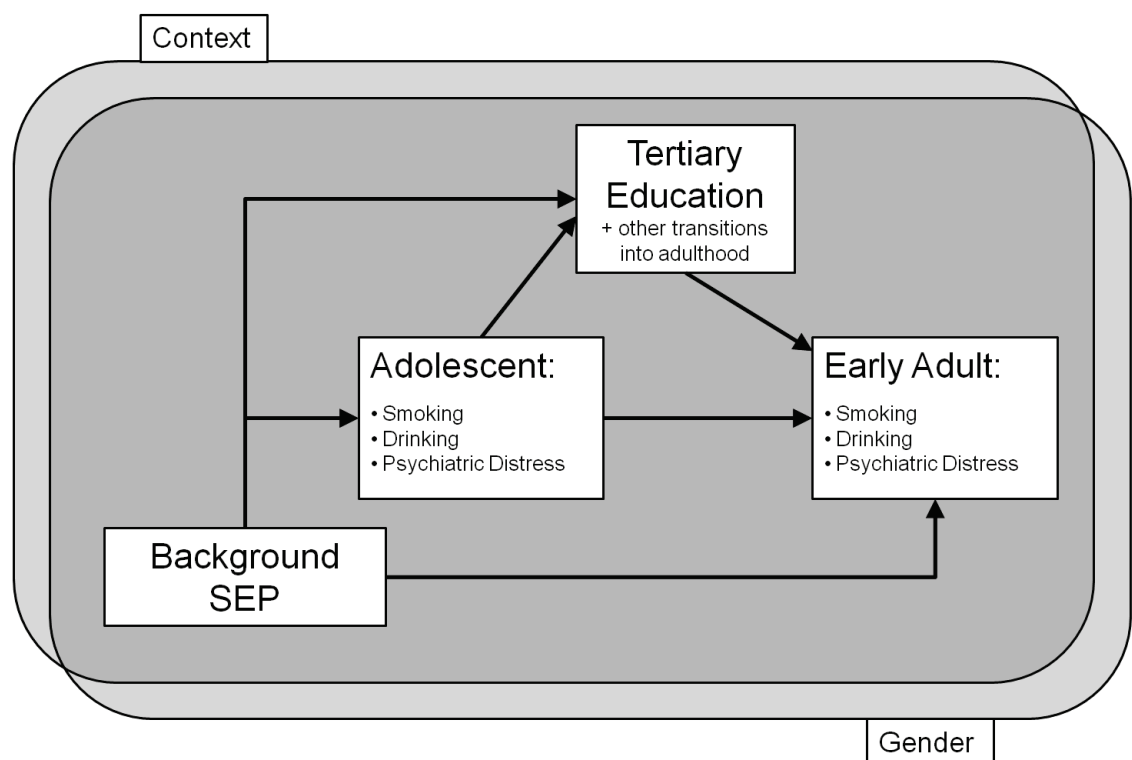 Context
Tertiary
Education
+ other transitions
into adulthood
Adolescent:
• Smoking
• Drinking
• Psychiatric Distress
Early Adult:
• Smoking
• Drinking
• Psychiatric Distress
Background
SEP
Gender